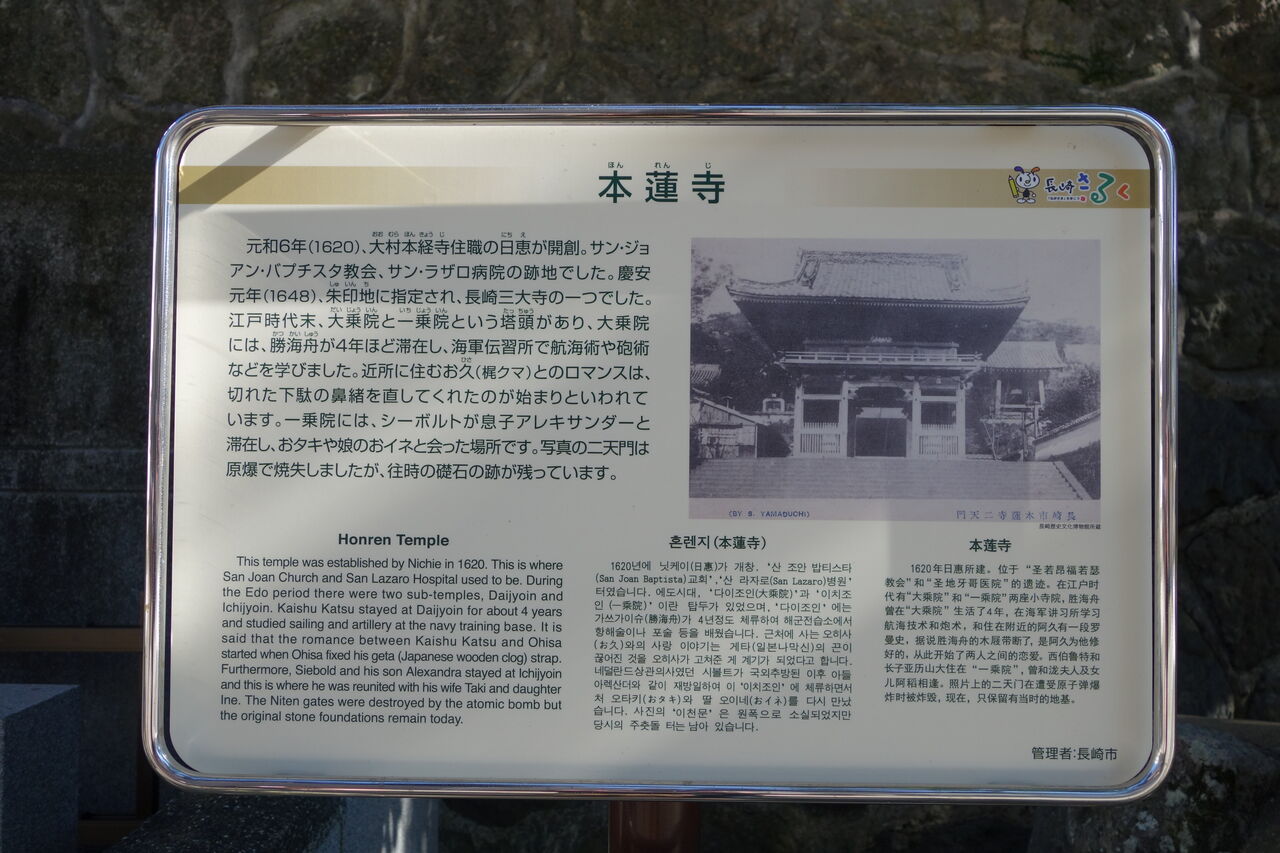 本蓮寺
ほん れん じ
長崎さるく
元和6年(1620)、大村本経寺住職の日恵が開創。サン・ジョ
アン・バプチスタ教会、サン・ラザロ病院の跡地でした。慶安
元年(1648)、朱印地に指定され、長崎三大寺の一つでした。
江戸時代末、大乗院と一乗院という塔頭があり、大乗院
には、勝海舟が4年ほど滞在し、海軍伝習所で航海術や砲術
などを学びました。近所に住むお久(梶クマ)とのロマンスは、
切れた下駄の鼻緒を直してくれたのが始まりといわれて
います。一乗院には、シーボルトが息子アレキサンダーと
滞在し、おタキや娘のおイネと会った場所です。写真の二天門は
原爆で焼失しましたが、往時の礎石の跡が残っています。
(BY S. YAMAGUCHI)
門天二寺蓮本市崎長
長崎歴史文化博物館所蔵
Honren Temple
This temple was established by Nichie in 1620. This is where
San Joan Church and San Lazaro Hospital used to be. During
the Edo period there were two sub-temples, Daijyoin and
Ichijyoin. Kaishu Katsu stayed at Daijyoin for about 4 years
and studied sailing and artillery at the navy training base. It is
said that the romance between Kaishu Katsu and Ohisa
started when Ohisa fixed his geta (Japanese wooden clog) strap.
Furthermore, Siebold and his son Alexandra stayed at Ichijyoin
and this is where he was reunited with his wife Taki and daughter
Ine. The Niten gates were destroyed by the atomic bomb but
the original stone foundations remain today.
혼렌지(本蓮寺)
1620년에 닛케이(日惠)가 개창. ‘산 조안 밥티스타
(San Joan Baptista)교회’,‘산 라자로(San Lazaro)병원’
터였습니다. 에도시대, ‘다이조인(大乘院)’과 ‘이치조
인 (一乘院)’ 이란 탑두가 있었으며, ‘다이조인’ 에는
가쓰가이슈(勝海舟)가 4년정도 체류하여 해군전습소에서
항해술이나 포술 등을 배웠습니다. 근처에 사는 오히사
(お久)와의 사랑 이야기는 게타(일본나막신)의 끈이
끊어진 것을 오히사가 고쳐준 게 계기가 되었다고 합니다.
네덜란드상관의사였던 시볼트가 국외추방된 이후 아들
아렉산더와 같이 재방일하여 이 ‘이치조인’ 에 체류하면서
처 오타키(おタキ)와 딸 오이네(おイネ)를 다시 만났
습니다. 사진의 ‘이천문’ 은 원폭으로 소실되었지만
당시의 주춧돌 터는 남아 있습니다.
本蓮寺
1620年日惠所建。位于“圣若昂福若瑟
教会”和“圣地牙哥医院”的遗迹。在江户时
代有“大乘院”和“一乘院”两座小寺院,胜海舟
曾在“大乘院”生活了4年,在海军讲习所学习
航海技术和炮术,和住在附近的阿久有一段罗
曼史,据说胜海舟的木屐带断了,是阿久为他修
好的,从此开始了两人之间的恋爱。西伯鲁特和
长子亚历山大住在“一乘院”,曾和泷夫人及女
儿阿稻相逢。照片上的二天门在遭受原子弹爆
炸时被炸毁,现在,只保留有当时的地基。
管理者:長崎市